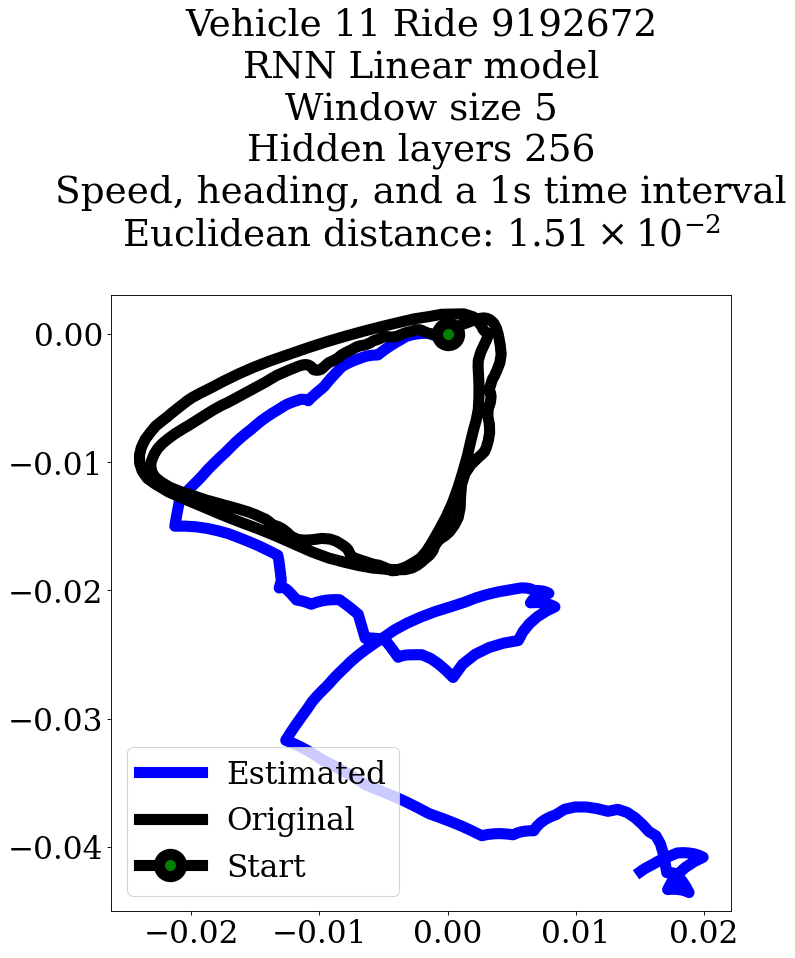 Vehicle 11 Ride 9192672
RNN Linear model
Window size 5
Hidden layers 256
Speed, heading, and a 1s time interval
Euclidean distance: 1.51 × 10⁻²
0.00
−0.01
−0.02
−0.03
−0.04
Estimated
Original
Start
−0.02 −0.01 0.00 0.01 0.02